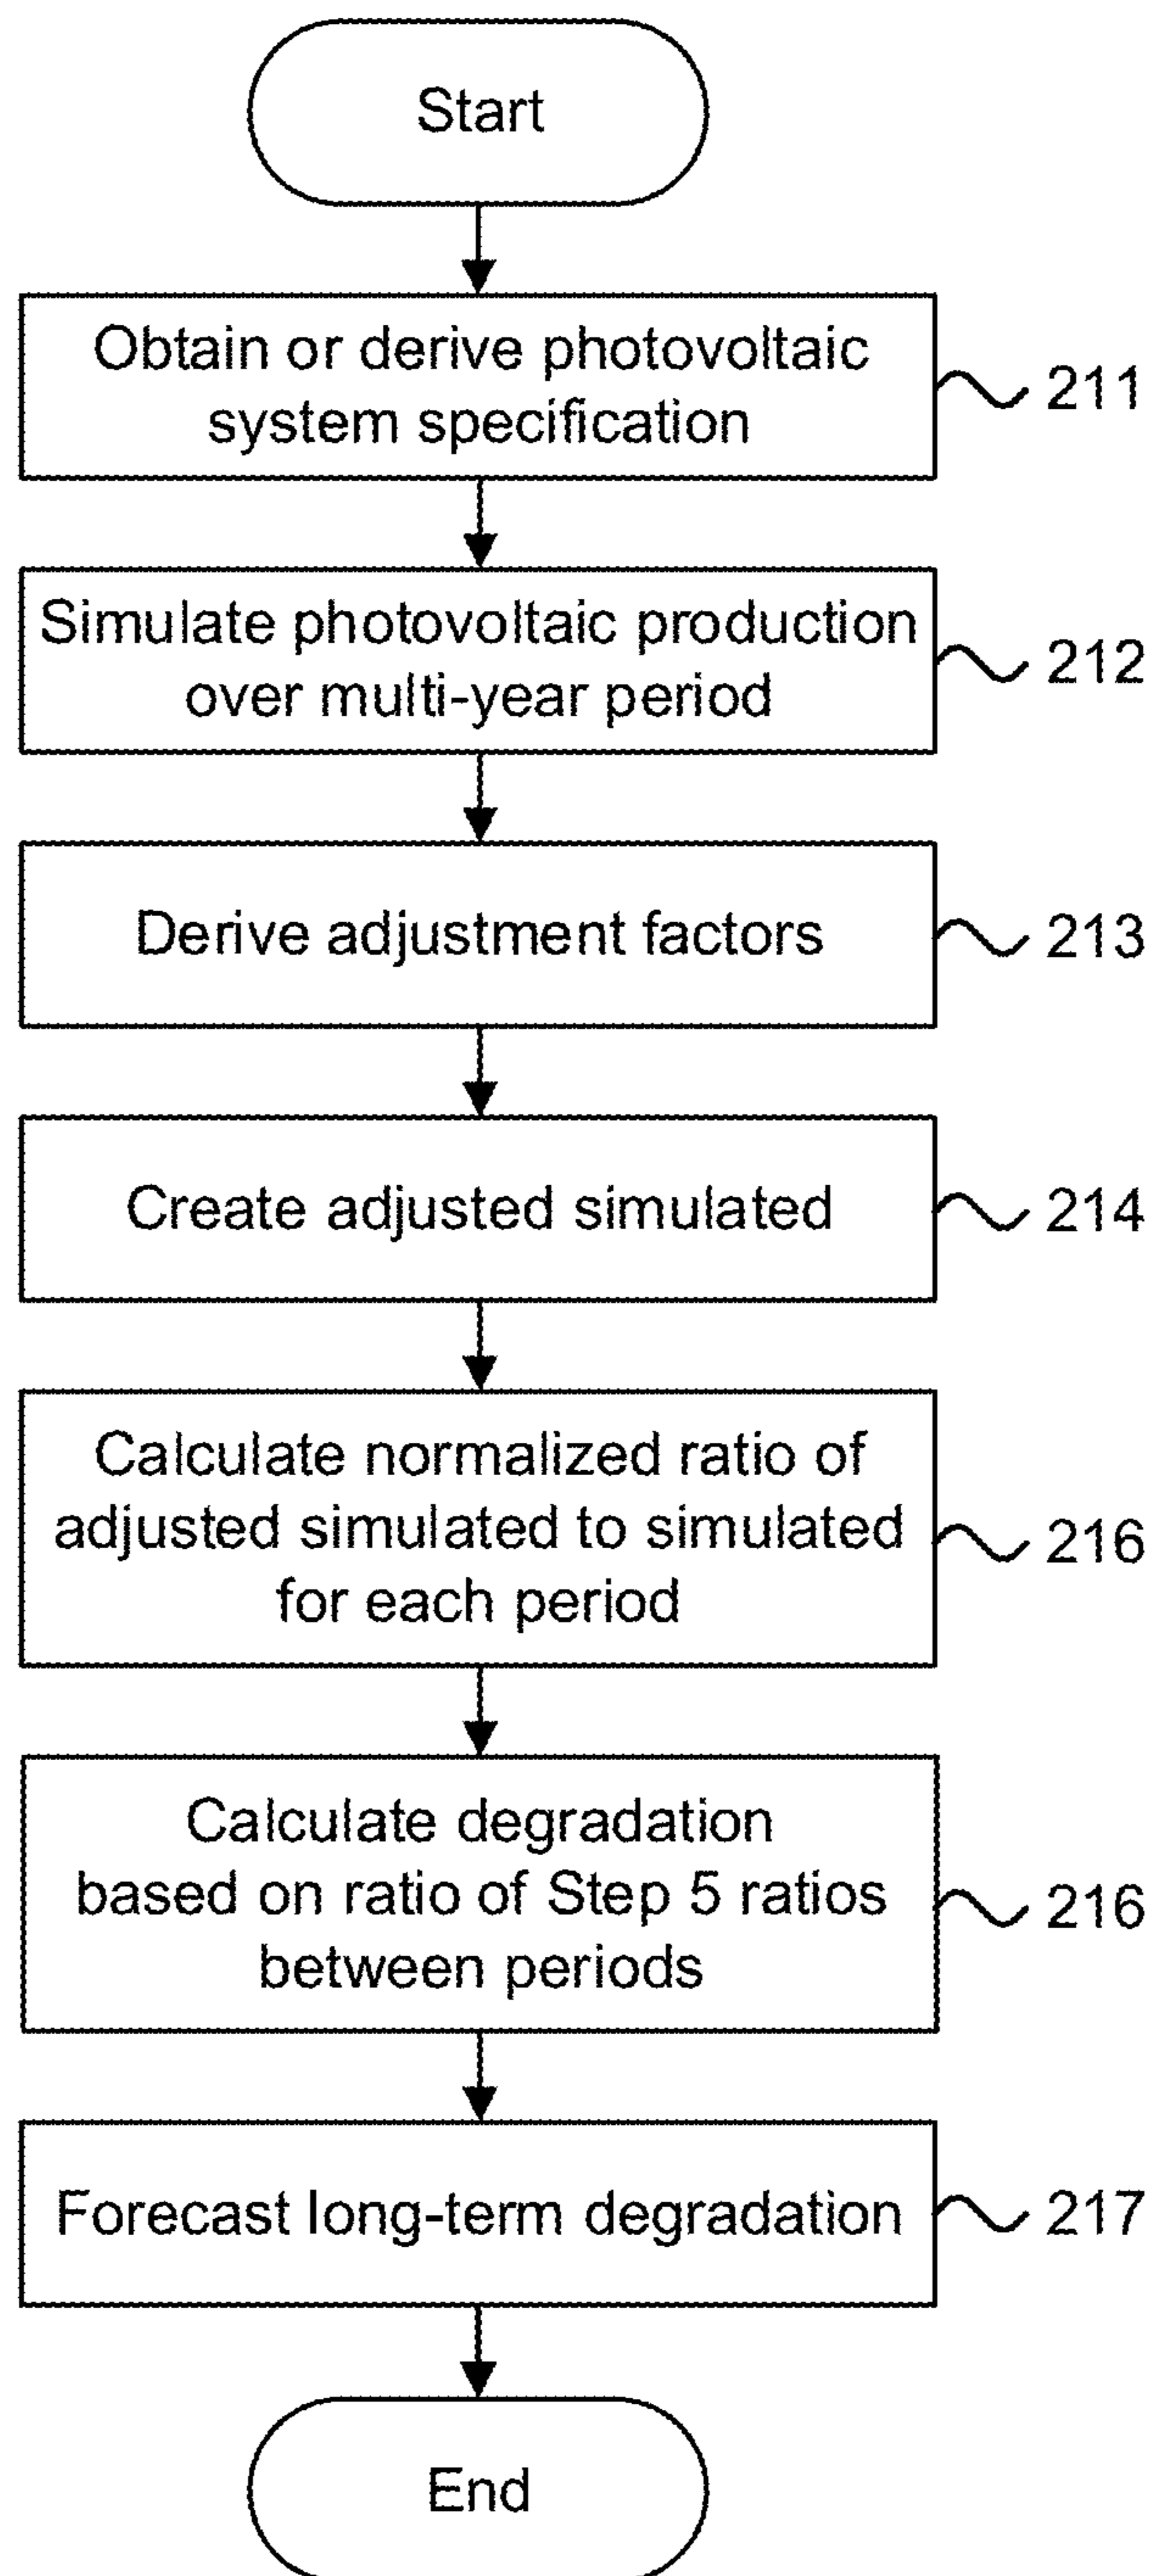 Start
Obtain or derive photovoltaic
system specification
211
Simulate photovoltaic production
over multi-year period
212
Derive adjustment factors
213
Create adjusted simulated
214
Calculate normalized ratio of
adjusted simulated to simulated
for each period
216
Calculate degradation
based on ratio of Step 5 ratios
between periods
216
Forecast long-term degradation
217
End